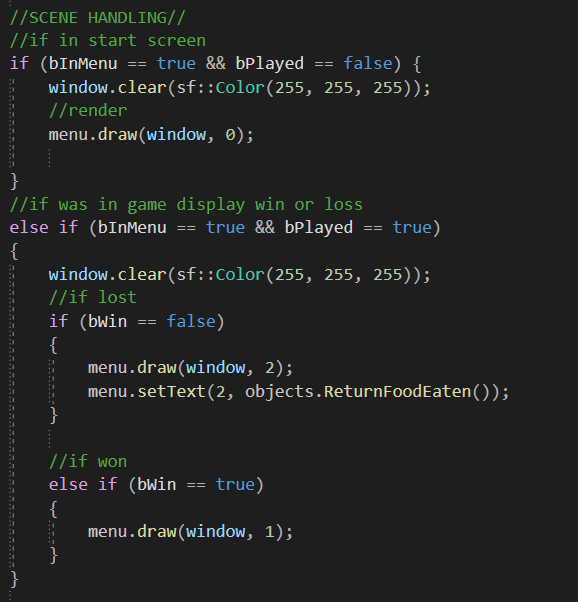 //SCENE HANDLING//
//if in start screen
if (bInMenu == true && bPlayed == false) {
window.clear(sf::Color(255, 255, 255));
//render
menu.draw(window, 0);
}
//if was in game display win or loss
else if (bInMenu == true && bPlayed == true)
{
window.clear(sf::Color(255, 255, 255));
//if lost
if (bWin == false)
{
menu.draw(window, 2);
menu.setText(2, objects.ReturnFoodEaten());
}
//if won
else if (bWin == true)
{
menu.draw(window, 1);
}
}